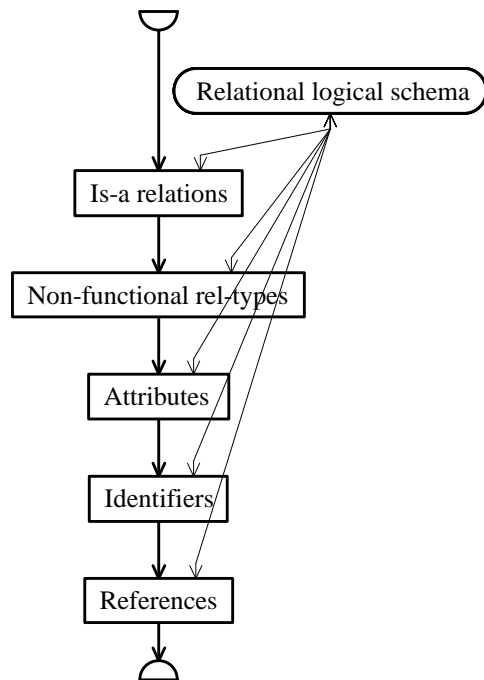 Relational logical schema
Is-a relations
Non-functional rel-types
Attributes
Identifiers
References